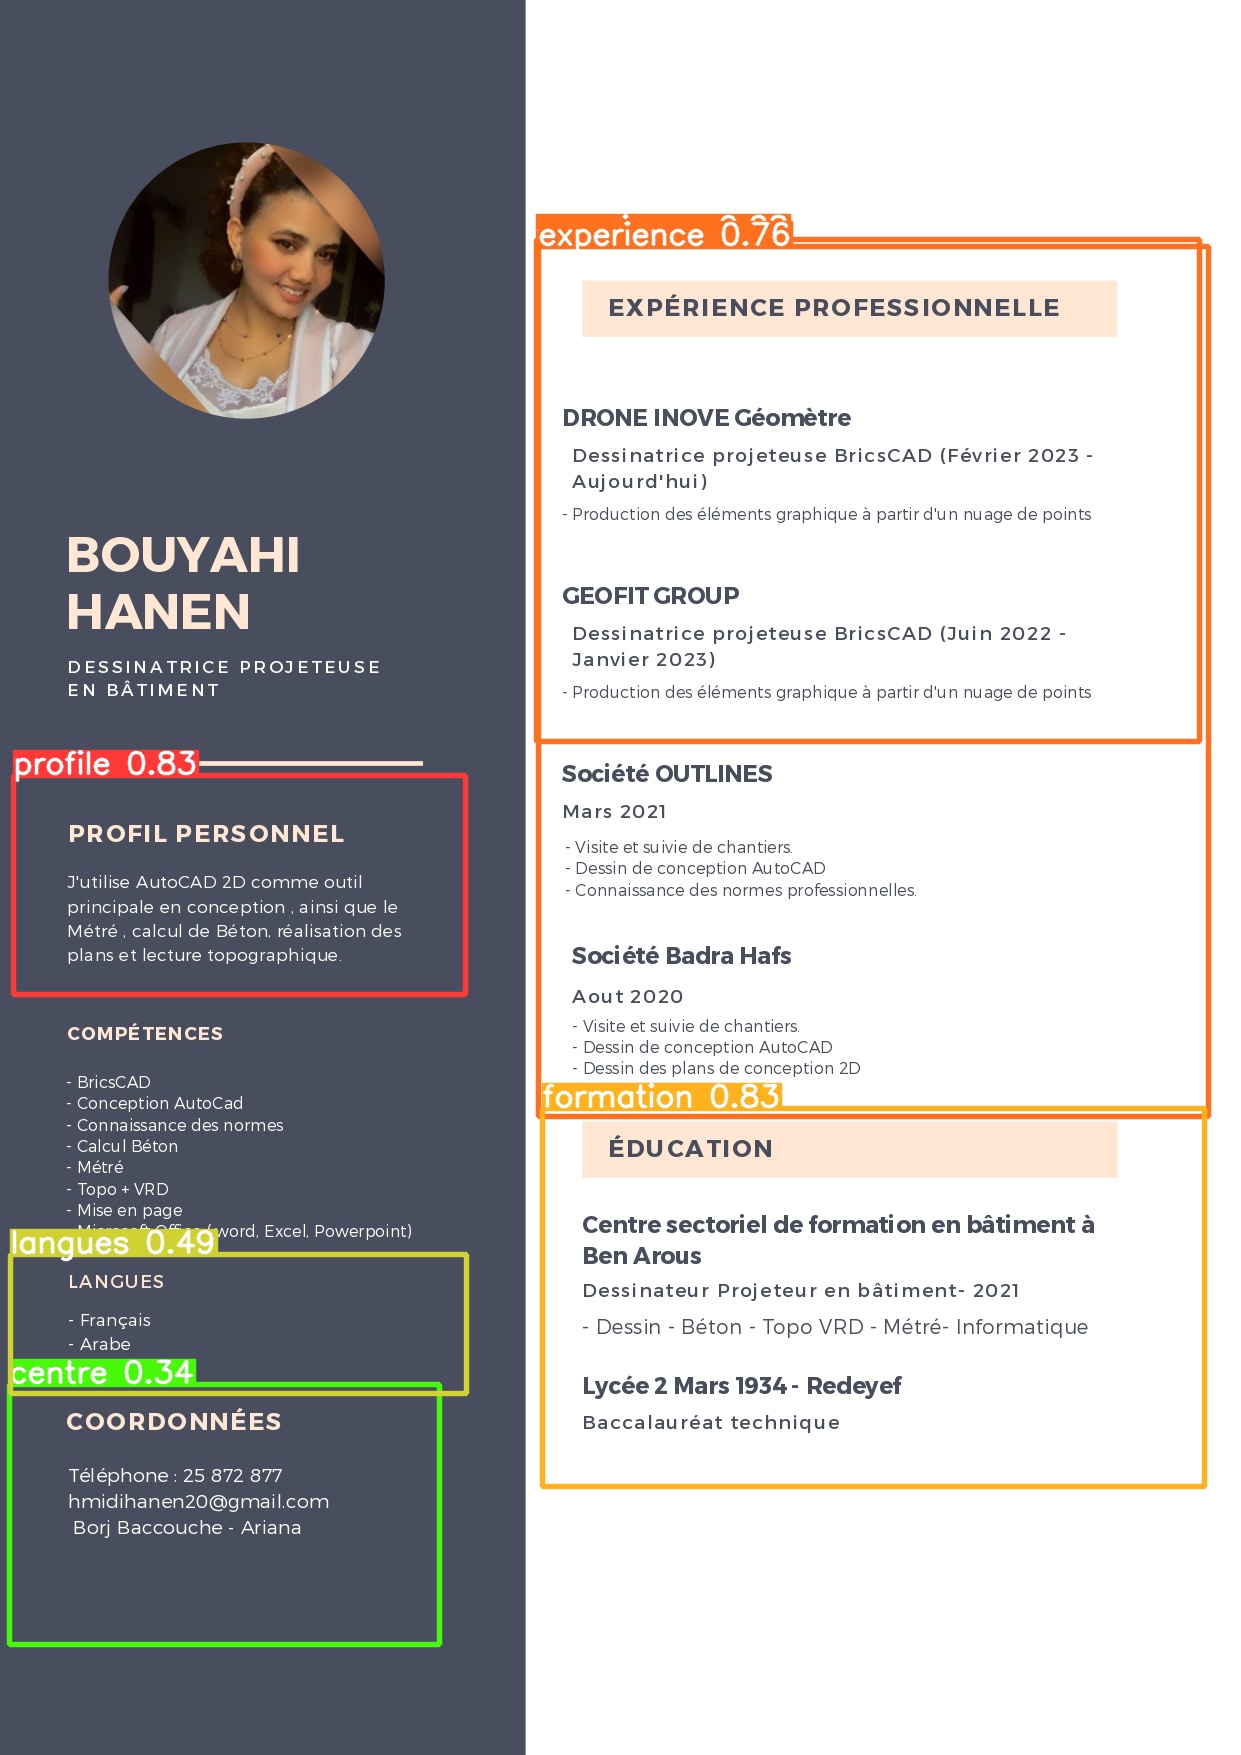 BOUYAHI
HANEN
DESSINATRICE PROJETEUSE
EN BÂTIMENT
profile 0.83
PROFIL PERSONNEL
J'utilise AutoCAD 2D comme outil
principale en conception , ainsi que le
Métré , calcul de Béton, réalisation des
plans et lecture topographique.
COMPÉTENCES
- BricsCAD
- Conception AutoCad
- Connaissance des normes
- Calcul Béton
- Métré
- Topo + VRD
- Mise en page
- Microsoft Office ( word, Excel, Powerpoint)
langues 0.49
LANGUES
- Français
- Arabe
centre 0.34
COORDONNÉES
Téléphone : 25 872 877
hmidihanen20@gmail.com
Borj Baccouche - Ariana
experience 0.76
EXPÉRIENCE PROFESSIONNELLE
DRONE INOVE Géomètre
Dessinatrice projeteuse BricsCAD (Février 2023 -
Aujourd'hui)
- Production des éléments graphique à partir d'un nuage de points
GEOFIT GROUP
Dessinatrice projeteuse BricsCAD (Juin 2022 -
Janvier 2023)
- Production des éléments graphique à partir d'un nuage de points
Société OUTLINES
Mars 2021
- Visite et suivie de chantiers.
- Dessin de conception AutoCAD
- Connaissance des normes professionnelles.
Société Badra Hafs
Aout 2020
- Visite et suivie de chantiers.
- Dessin de conception AutoCAD
- Dessin des plans de conception 2D
formation 0.83
ÉDUCATION
Centre sectoriel de formation en bâtiment à
Ben Arous
Dessinateur Projeteur en bâtiment- 2021
- Dessin - Béton - Topo VRD - Métré- Informatique
Lycée 2 Mars 1934 - Redeyef
Baccalauréat technique